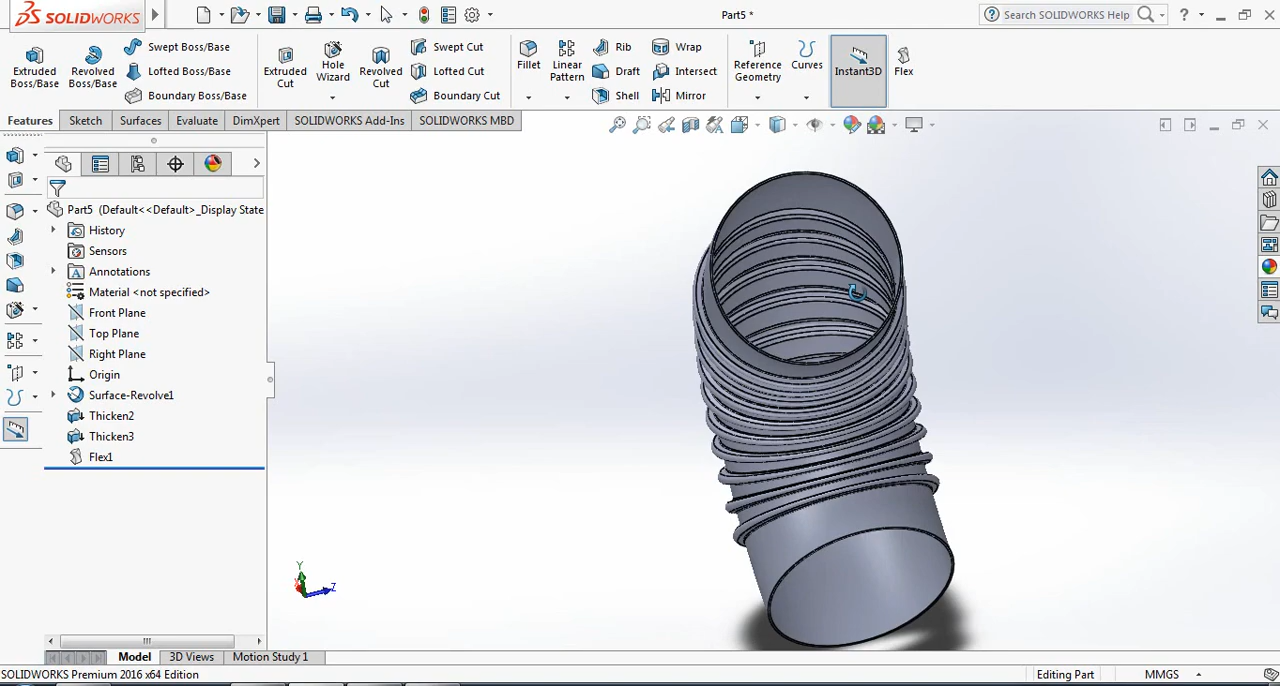 SOLIDWORKS
Part5 *
Search SOLIDWORKS Help
?
Extruded Boss/Base
Revolved Boss/Base
Swept Boss/Base
Lofted Boss/Base
Boundary Boss/Base
Extruded Cut
Hole Wizard
Revolved Cut
Swept Cut
Lofted Cut
Boundary Cut
Fillet
Linear Pattern
Rib
Draft
Shell
Wrap
Intersect
Mirror
Reference Geometry
Curves
Instant3D
Flex
Features
Sketch
Surfaces
Evaluate
DimXpert
SOLIDWORKS Add-Ins
SOLIDWORKS MBD
Part5 (Default<<Default>_Display State
History
Sensors
Annotations
Material <not specified>
Front Plane
Top Plane
Right Plane
Origin
Surface-Revolve1
Thicken2
Thicken3
Flex1
Y
Z
Model
3D Views
Motion Study 1
SOLIDWORKS Premium 2016 x64 Edition
Editing Part
MMGS